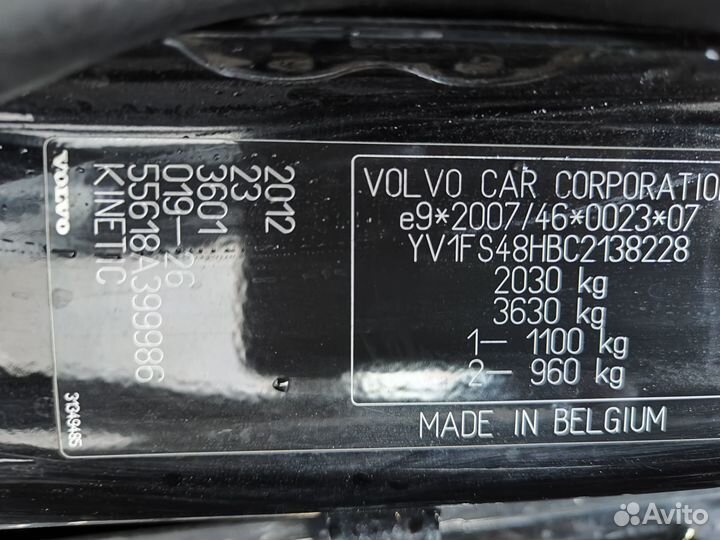 VOLVO CAR CORPORATION
e9*2007/46*0023*07
YV1FS48HBC2138228
2030 kg
3630 kg
1— 1100 kg
2— 960 kg
MADE IN BELGIUM
2012
23
3601
019-26
55618A399986
KINETIC
VOLVO
31349485
Avito